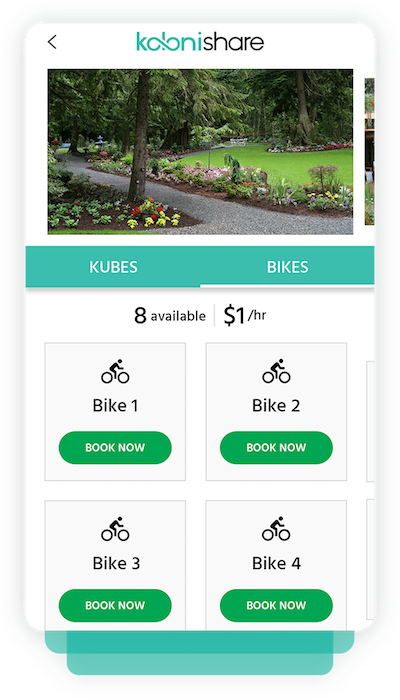 kolonishare
KUBES BIKES
8 available $1/hr
Bike 1 Bike 2
BOOK NOW BOOK NOW
Bike 3 Bike 4
BOOK NOW BOOK NOW